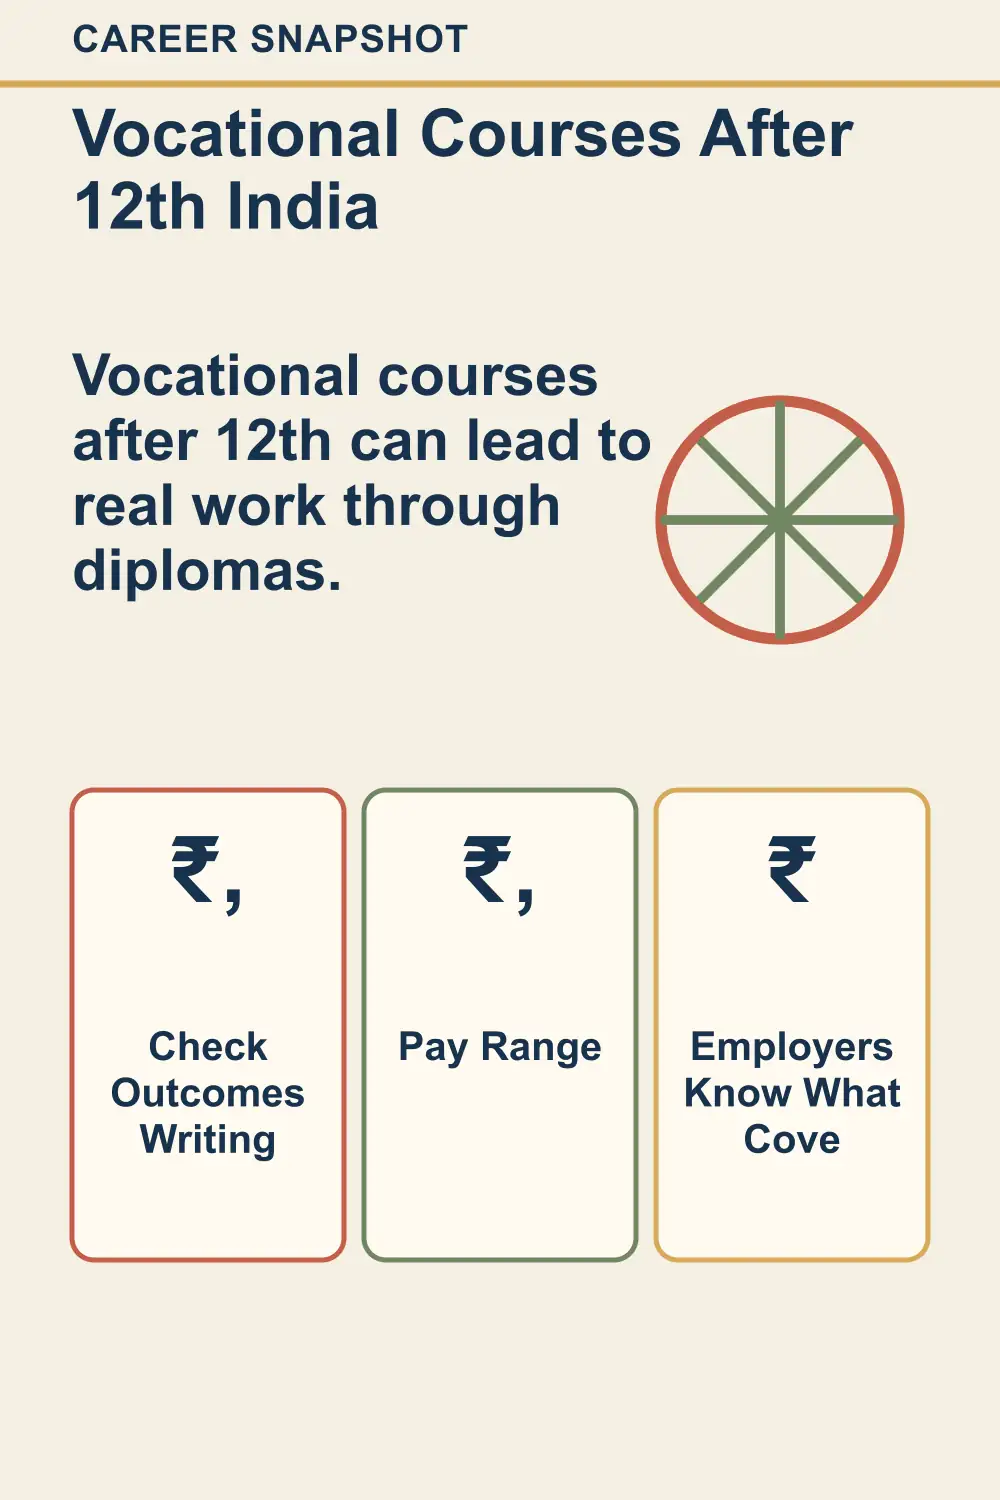 CAREER SNAPSHOT
Vocational Courses After
12th India
Vocational courses
after 12th can lead to
real work through
diplomas.
₹,
Check
Outcomes
Writing
₹,
Pay Range
₹
Employers
Know What
Cove